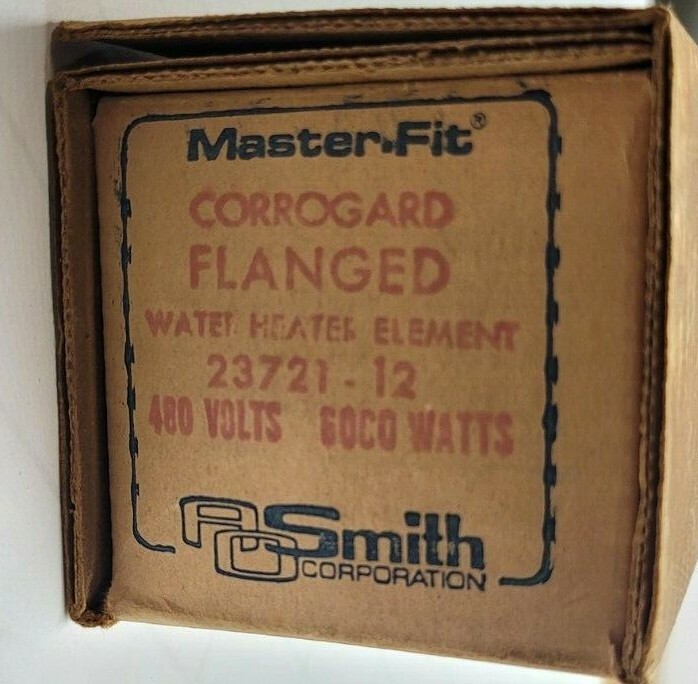 Master-Fit®
CORROGARD
FLANGED
WATER HEATER ELEMENT
23721-12
480 VOLTS 6000 WATTS
AOSmith
CORPORATION